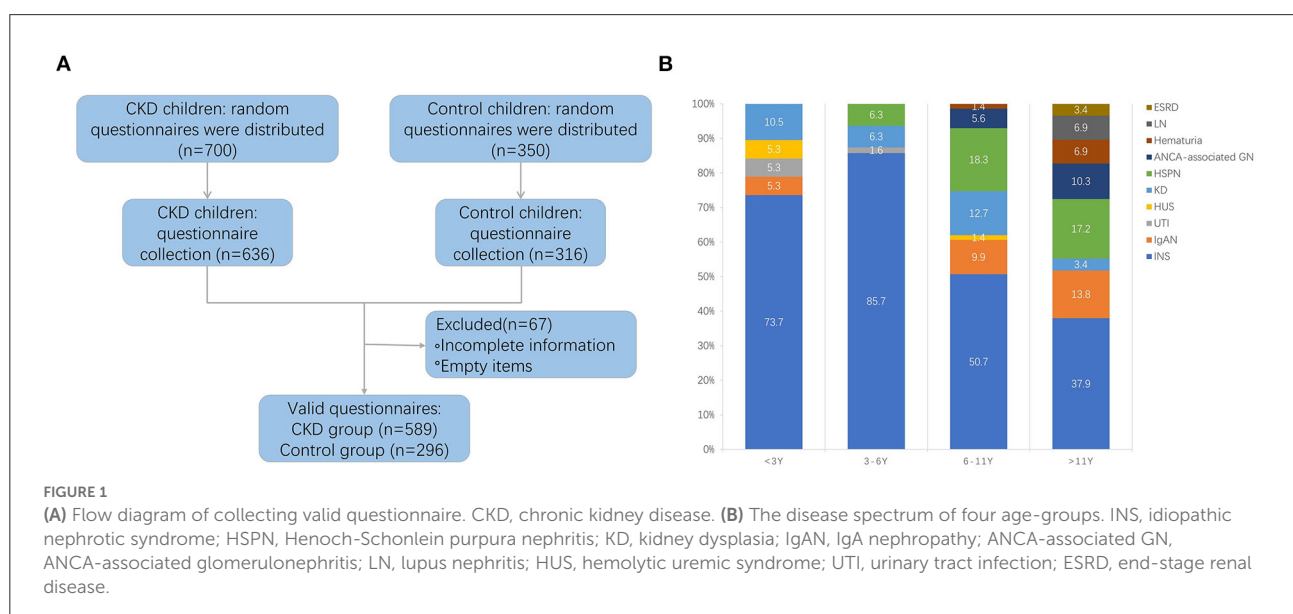 A
CKD children: random
questionnaires were distributed
(n=700)
Control children: random
questionnaires were distributed
(n=350)
CKD children:
questionnaire
collection (n=636)
Control children:
questionnaire
collection (n=316)
Excluded(n=67)
∘Incomplete information
°Empty items
Valid questionnaires:
CKD group (n=589)
Control group (n=296)
B
100%
90%
80%
70%
60%
50%
40%
30%
20%
10%
0%
10.5
5.3
5.3
5.3
73.7
6.3
6.3
1.6
85.7
1.4
5.6
18.3
12.7
1.4
9.9
50.7
3.4
6.9
6.9
10.3
17.2
3.4
13.8
37.9
<3Y
3-6Y
6-11Y
>11Y
ESRD
LN
Hematuria
ANCA-associated GN
HSPN
KD
HUS
UTI
IgAN
INS
FIGURE 1
(A) Flow diagram of collecting valid questionnaire. CKD, chronic kidney disease. (B) The disease spectrum of four age-groups. INS, idiopathic
nephrotic syndrome; HSPN, Henoch-Schonlein purpura nephritis; KD, kidney dysplasia; IgAN, IgA nephropathy; ANCA-associated GN,
ANCA-associated glomerulonephritis; LN, lupus nephritis; HUS, hemolytic uremic syndrome; UTI, urinary tract infection; ESRD, end-stage renal
disease.